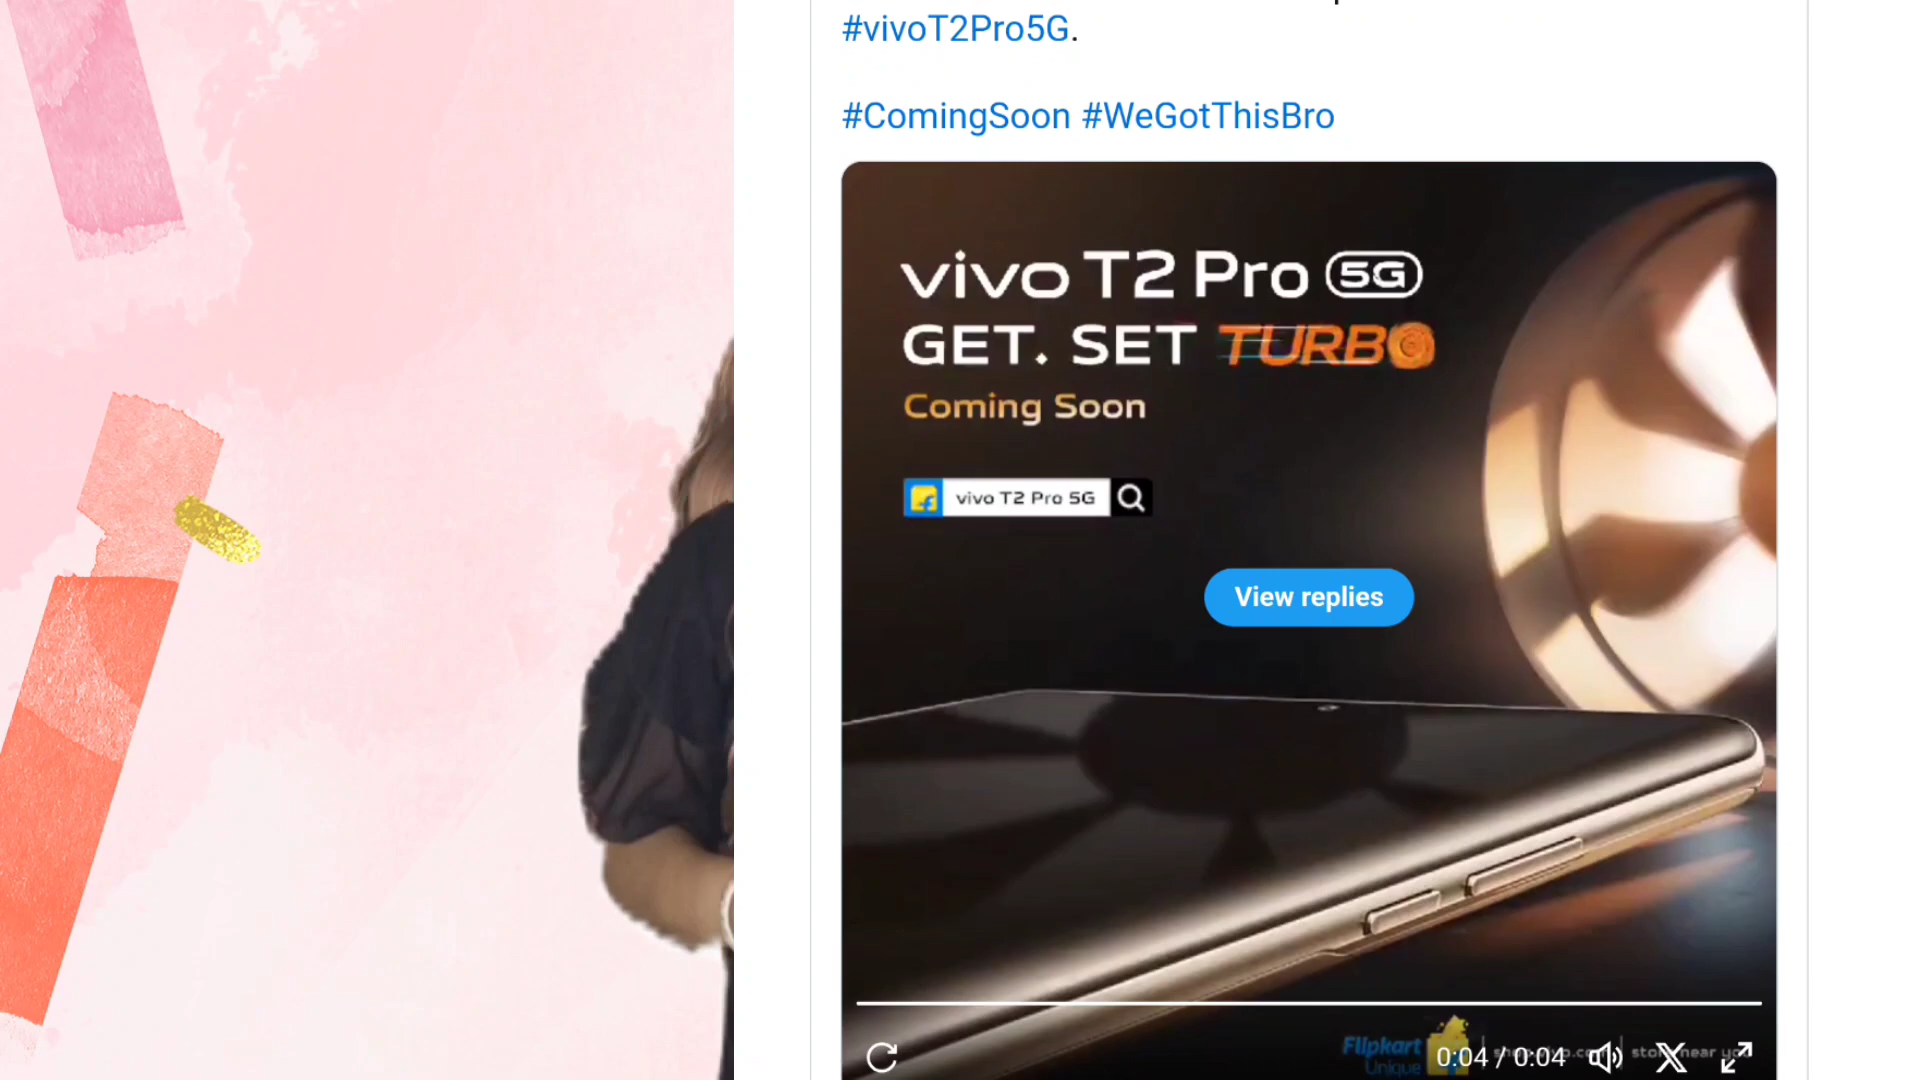 #vivoT2Pro5G.
#ComingSoon #WeGotThisBro
vivo T2 Pro 5G
GET. SET TURBO
Coming Soon
vivo T2 Pro 5G
View replies
Flipkart
Unique
0:04 / 0:04